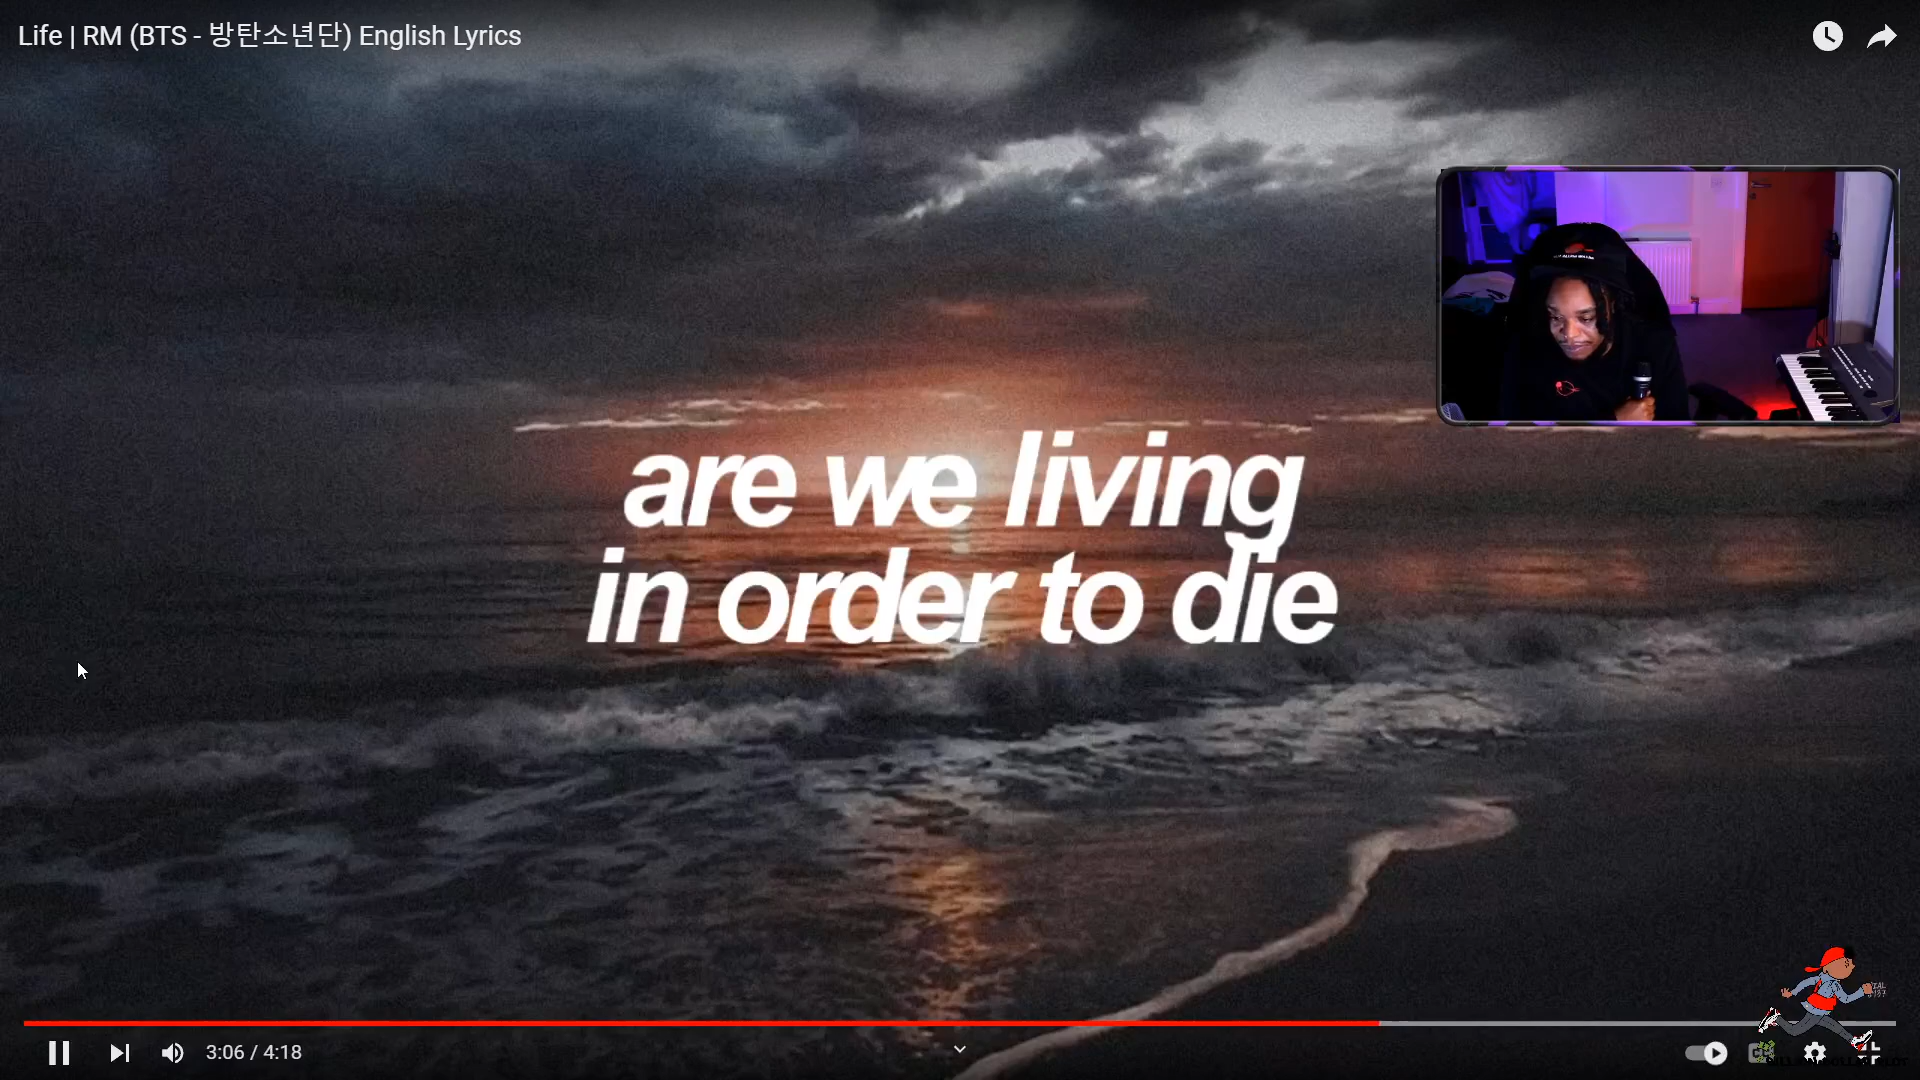 Life | RM (BTS - 방탄소년단) English Lyrics
are we living
in order to die
3:06 / 4:18